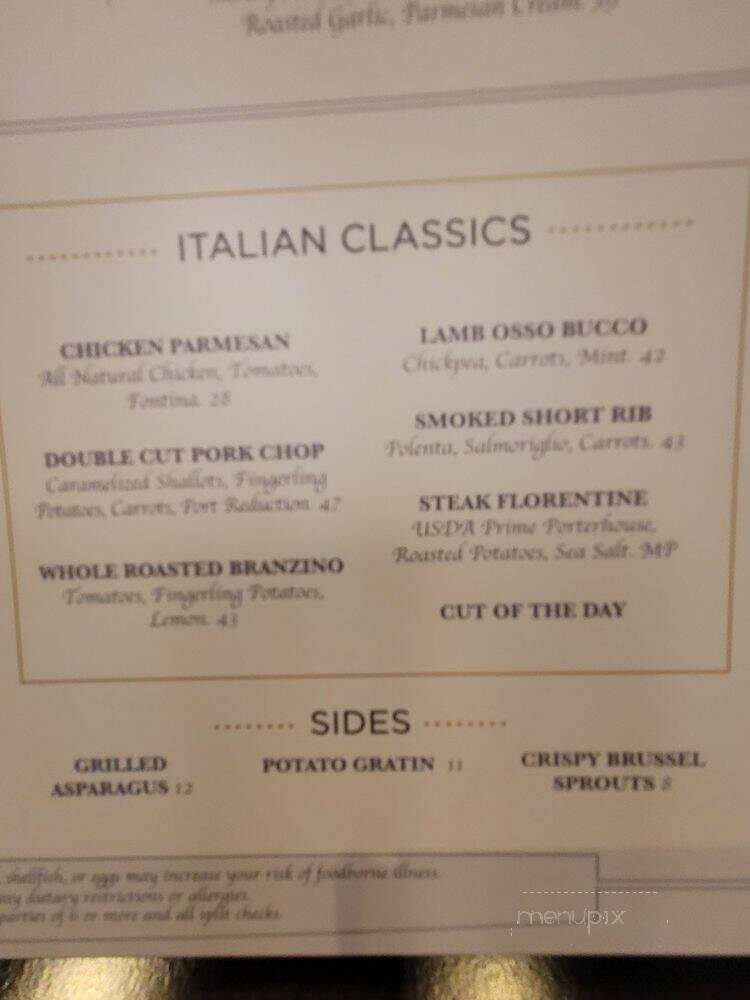 Roasted Garlic, Parmesan Cream. 39
ITALIAN CLASSICS
CHICKEN PARMESAN
All Natural Chicken, Tomatoes,
Fontina. 28
DOUBLE CUT PORK CHOP
Caramelized Shallots, Fingerling
Potatoes, Carrots, Port Reduction. 47
WHOLE ROASTED BRANZINO
Tomatoes, Fingerling Potatoes,
Lemon. 43
LAMB OSSO BUCCO
Chickpea, Carrots, Mint. 42
SMOKED SHORT RIB
Polenta, Salmoriglio, Carrots. 43
STEAK FLORENTINE
USDA Prime Porterhouse,
Roasted Potatoes, Sea Salt. MP
CUT OF THE DAY
SIDES
GRILLED
ASPARAGUS 12
POTATO GRATIN 11
CRISPY BRUSSEL
SPROUTS 8
, shellfish, or eggs may increase your risk of foodborne illness.
any dietary restrictions or allergies.
parties of 6 or more and all split checks.
menupix